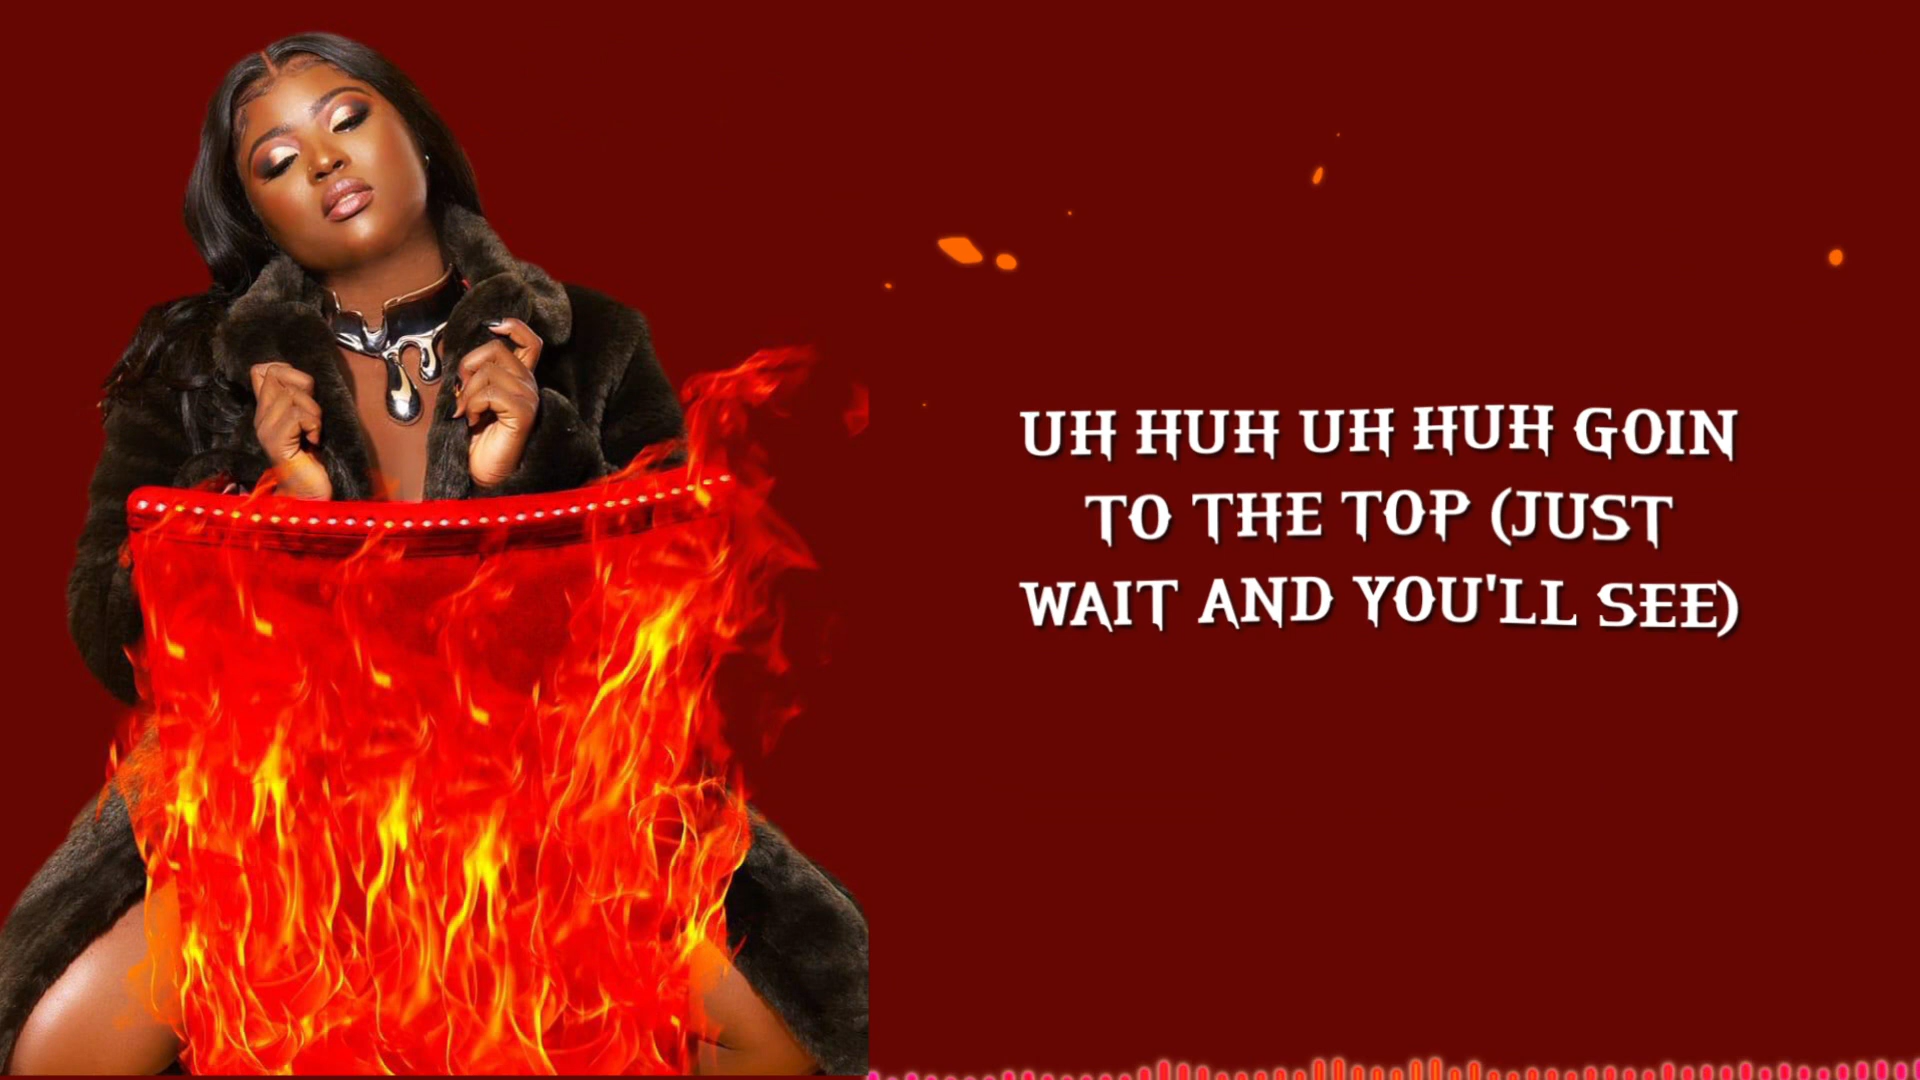 UH HUH UH HUH GOIN
TO THE TOP (JUST
WAIT AND YOU'LL SEE)